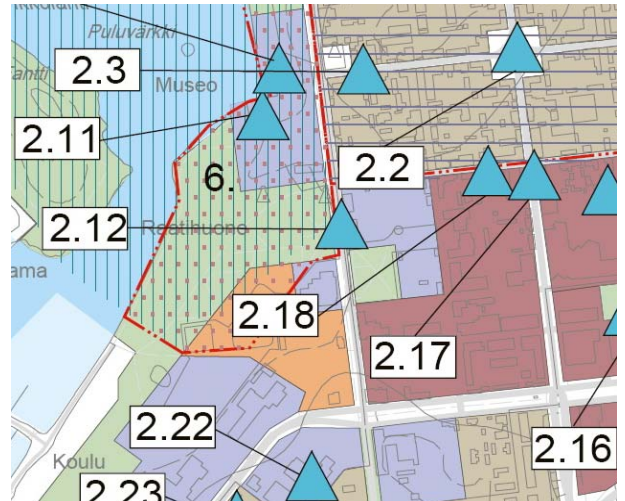 Puluvärkki
2.3
Museo
2.11
2.2
6.
2.12
Raatihuone
2.18
2.17
2.22
2.16
Koulu
2.23